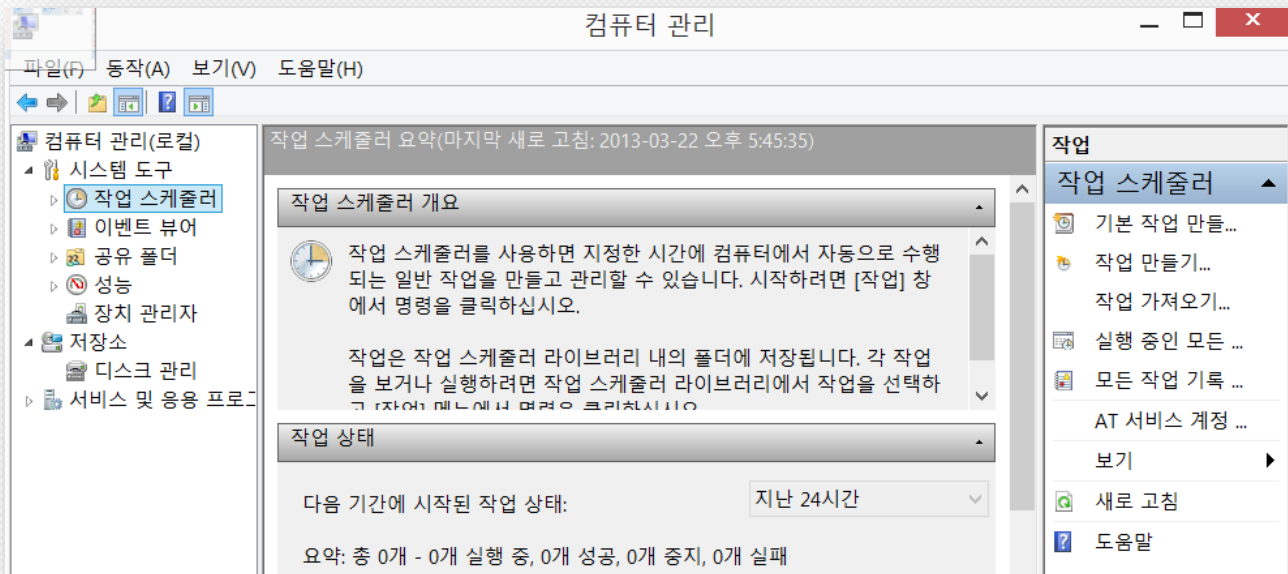 컴퓨터 관리
파일(F) 동작(A) 보기(V) 도움말(H)
컴퓨터 관리(로컬)
시스템 도구
작업 스케줄러
이벤트 뷰어
공유 폴더
성능
장치 관리자
저장소
디스크 관리
서비스 및 응용 프로그
작업 스케줄러 요약(마지막 새로 고침: 2013-03-22 오후 5:45:35)
작업 스케줄러 개요
작업 스케줄러를 사용하면 지정한 시간에 컴퓨터에서 자동으로 수행
되는 일반 작업을 만들고 관리할 수 있습니다. 시작하려면 [작업] 창
에서 명령을 클릭하십시오.
작업은 작업 스케줄러 라이브러리 내의 폴더에 저장됩니다. 각 작업
을 보거나 실행하려면 작업 스케줄러 라이브러리에서 작업을 선택하
고 [작업] 메뉴에서 명령을 클릭하십시오.
작업 상태
다음 기간에 시작된 작업 상태: 지난 24시간
요약: 총 0개 - 0개 실행 중, 0개 성공, 0개 중지, 0개 실패
작업
작업 스케줄러
기본 작업 만들...
작업 만들기...
작업 가져오기...
실행 중인 모든 ...
모든 작업 기록 ...
AT 서비스 계정 ...
보기
새로 고침
도움말